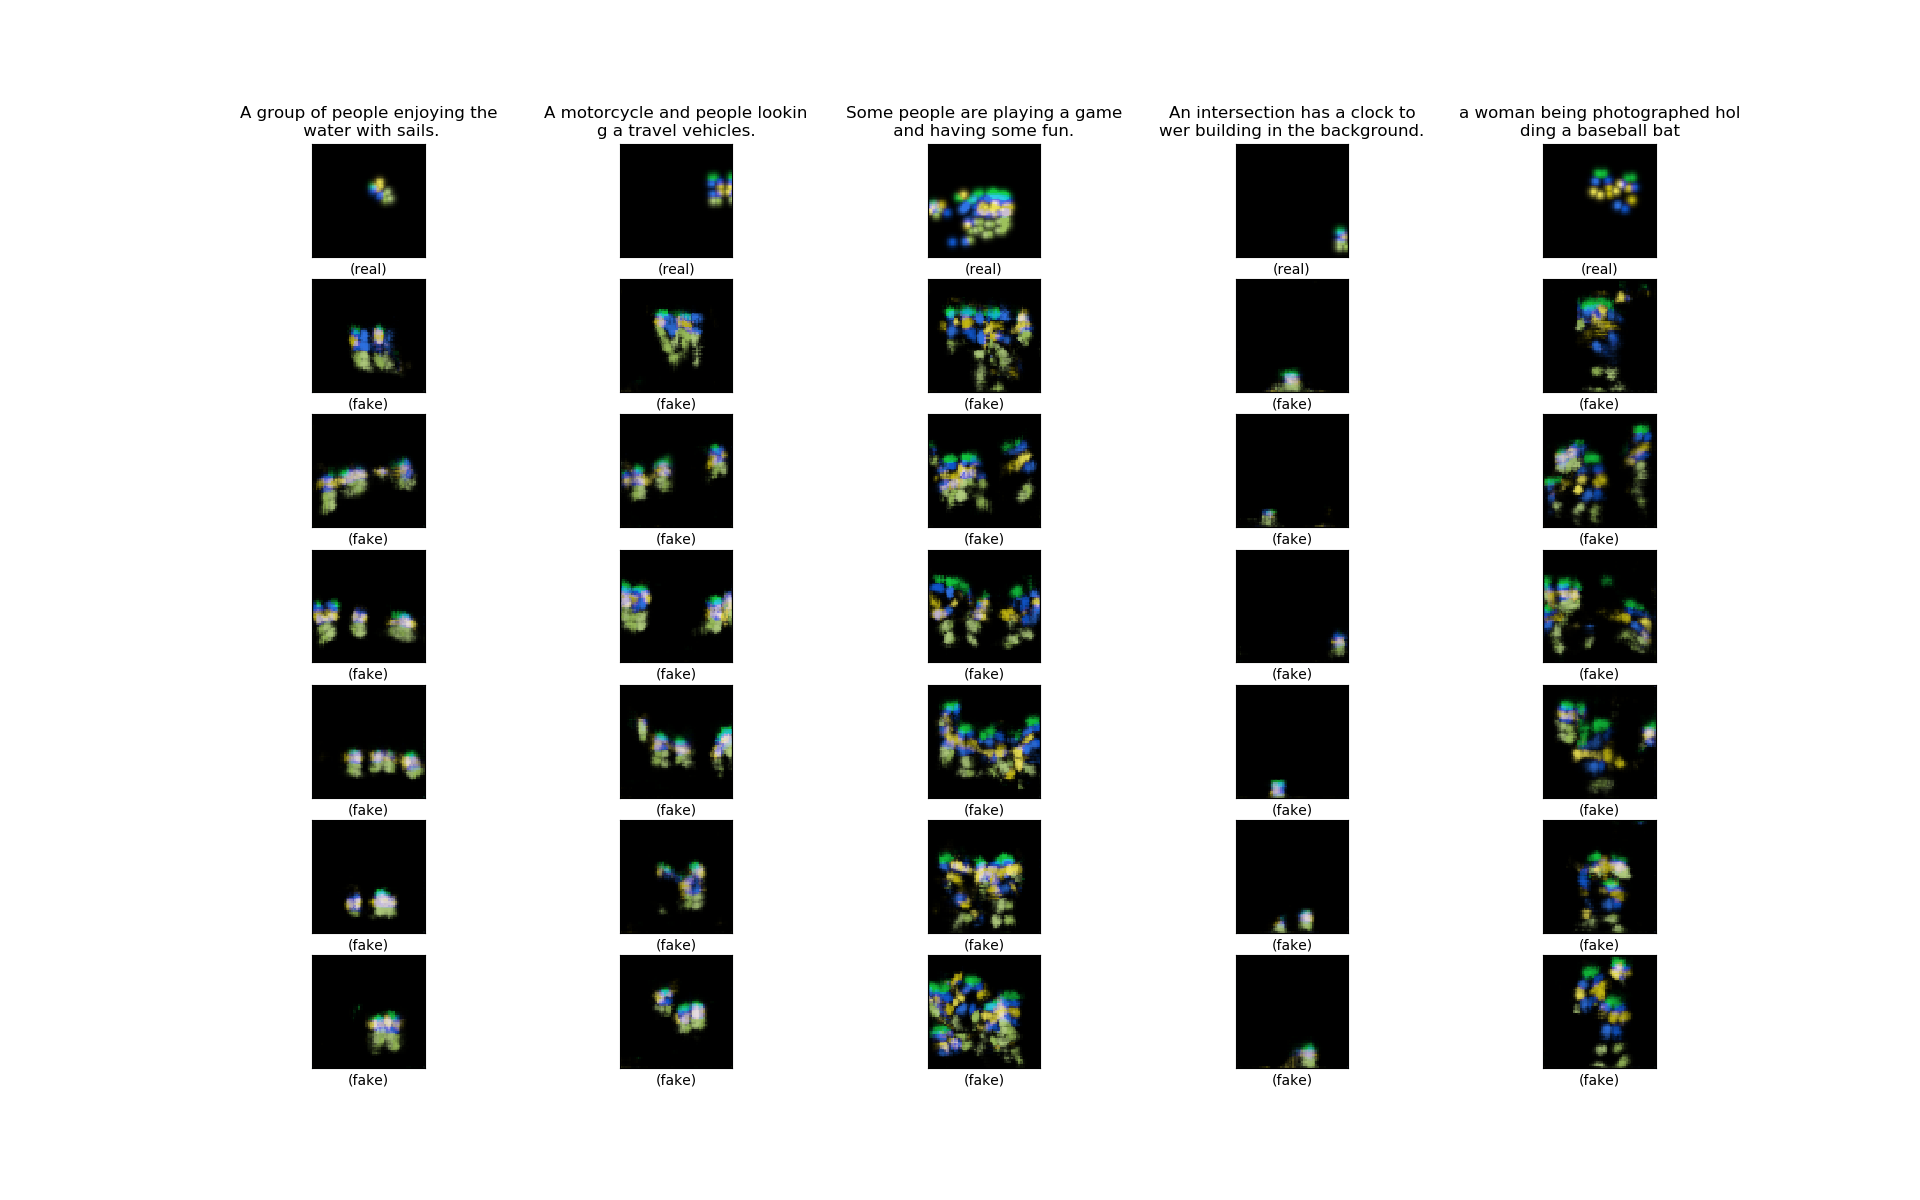 A group of people enjoying the
water with sails.
A motorcycle and people lookin
g a travel vehicles.
Some people are playing a game
and having some fun.
An intersection has a clock to
wer building in the background.
a woman being photographed hol
ding a baseball bat
(real) (real) (real) (real) (real)
(fake) (fake) (fake) (fake) (fake)
(fake) (fake) (fake) (fake) (fake)
(fake) (fake) (fake) (fake) (fake)
(fake) (fake) (fake) (fake) (fake)
(fake) (fake) (fake) (fake) (fake)
(fake) (fake) (fake) (fake) (fake)